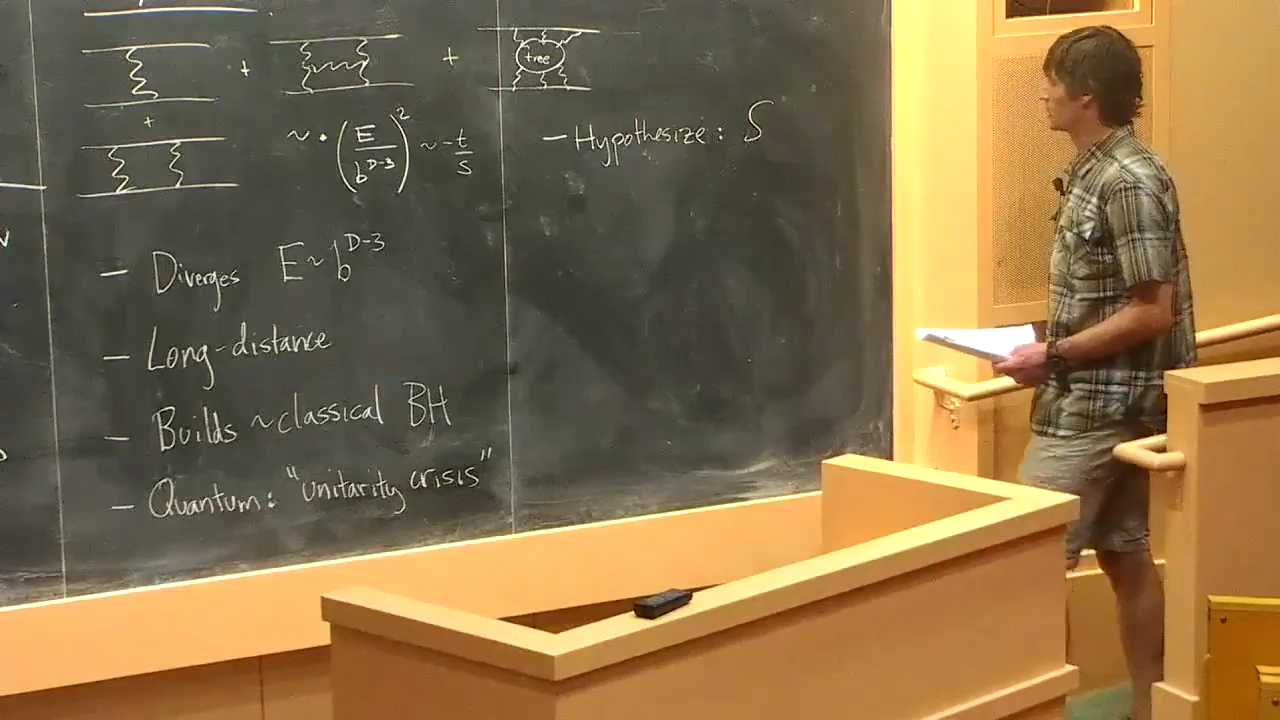 + +
tree
+
~ · (E / b^{D-3})^2 ~ -t/s
- Diverges E ~ b^{D-3}
- Long-distance
- Builds ~classical BH
- Quantum: "unitarity crisis"
- Hypothesize: S